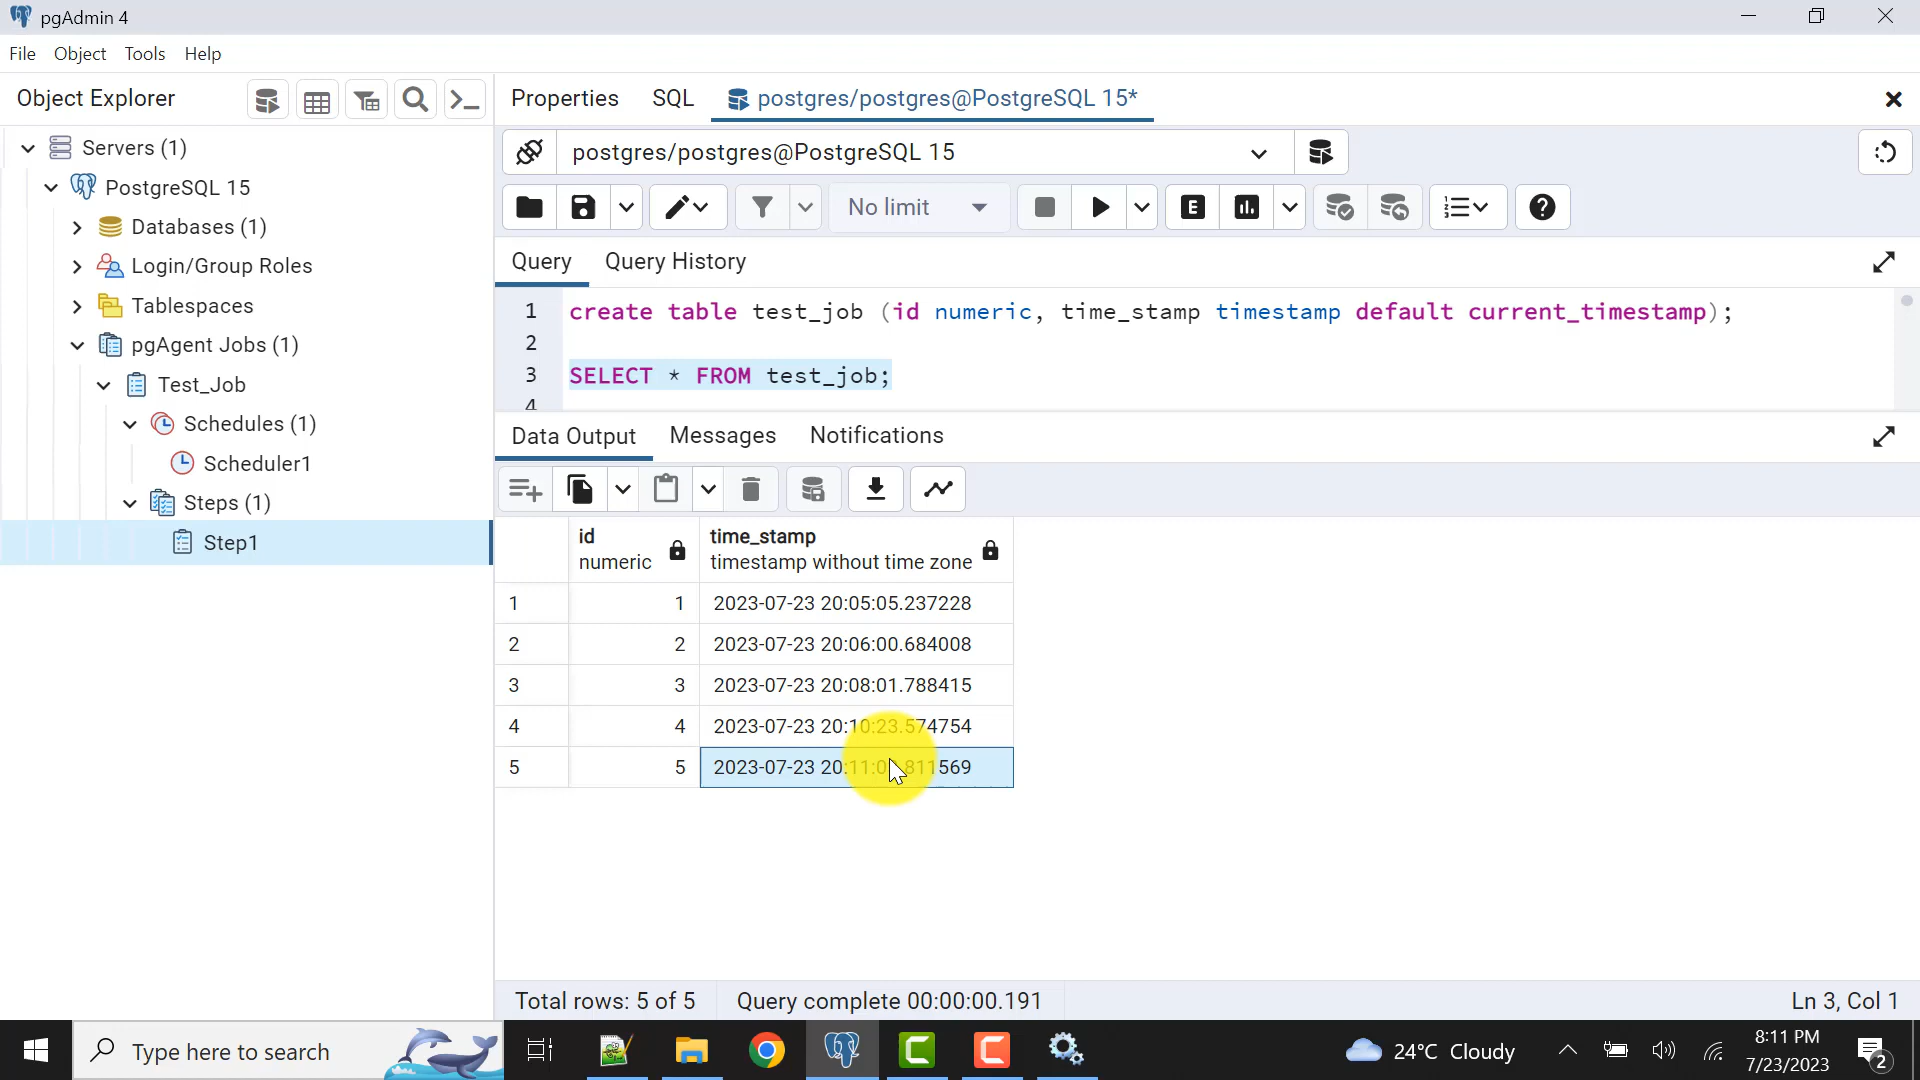 pgAdmin 4
File Object Tools Help
Object Explorer
Servers (1)
PostgreSQL 15
Databases (1)
Login/Group Roles
Tablespaces
pgAgent Jobs (1)
Test_Job
Schedules (1)
Scheduler1
Steps (1)
Step1
Properties SQL postgres/postgres@PostgreSQL 15*
postgres/postgres@PostgreSQL 15
No limit
E
Query Query History
1 create table test_job (id numeric, time_stamp timestamp default current_timestamp);
2
3 SELECT * FROM test_job;
4
Data Output Messages Notifications
id time_stamp
numeric timestamp without time zone
1 1 2023-07-23 20:05:05.237228
2 2 2023-07-23 20:06:00.684008
3 3 2023-07-23 20:08:01.788415
4 4 2023-07-23 20:10:23.574754
5 5 2023-07-23
Total rows: 5 of 5 Query complete 00:00:00.191 Ln 3, Col 1
Type here to search
24°C Cloudy
8:11 PM
7/23/2023
2